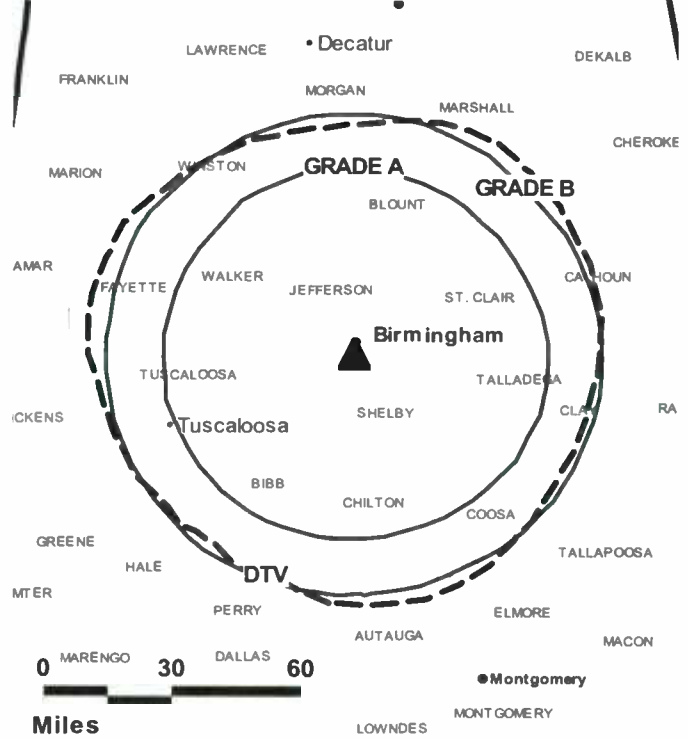 Decatur
LAWRENCE
DEKALB
FRANKLIN
MORGAN
MARSHALL
CHEROKE
MARION
WINSTON
GRADE A
GRADE B
BLOUNT
AMAR
FAYETTE
WALKER
JEFFERSON
ST. CLAIR
CALHOUN
Birmingham
TUSCALOOSA
TALLADEGA
CKENS
SHELBY
CLAY
RA
Tuscaloosa
BIBB
CHILTON
COOSA
GREENE
HALE
DTV
TALLAPOOSA
MTER
PERRY
ELMORE
AUTAUGA
MACON
MARENGO
DALLAS
0 30 60
Montgomery
MONTGOMERY
Miles
LOWNDES